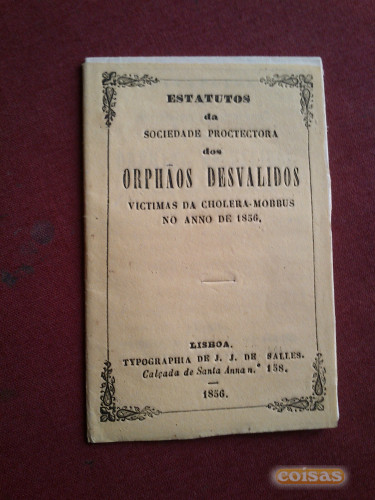 ESTATUTOS
da
SOCIEDADE PROCTECTORA
dos
ORPHÃOS DESVALIDOS
VICTIMAS DA CHOLERA-MORBUS
NO ANNO DE 1856.
LISBOA.
TYPOGRAPHIA DE J. J. DE SALLES.
Calçada de Santa Anna n.º 158.
1856.
coisas